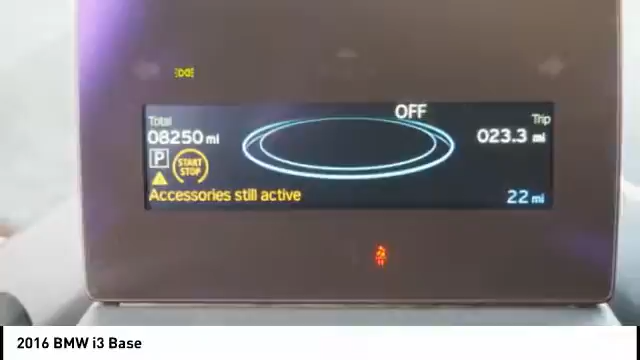 OFF
Total
Trip
08250 mi
023.3 mi
P
START
STOP
Accessories still active
22 mi
2016 BMW i3 Base